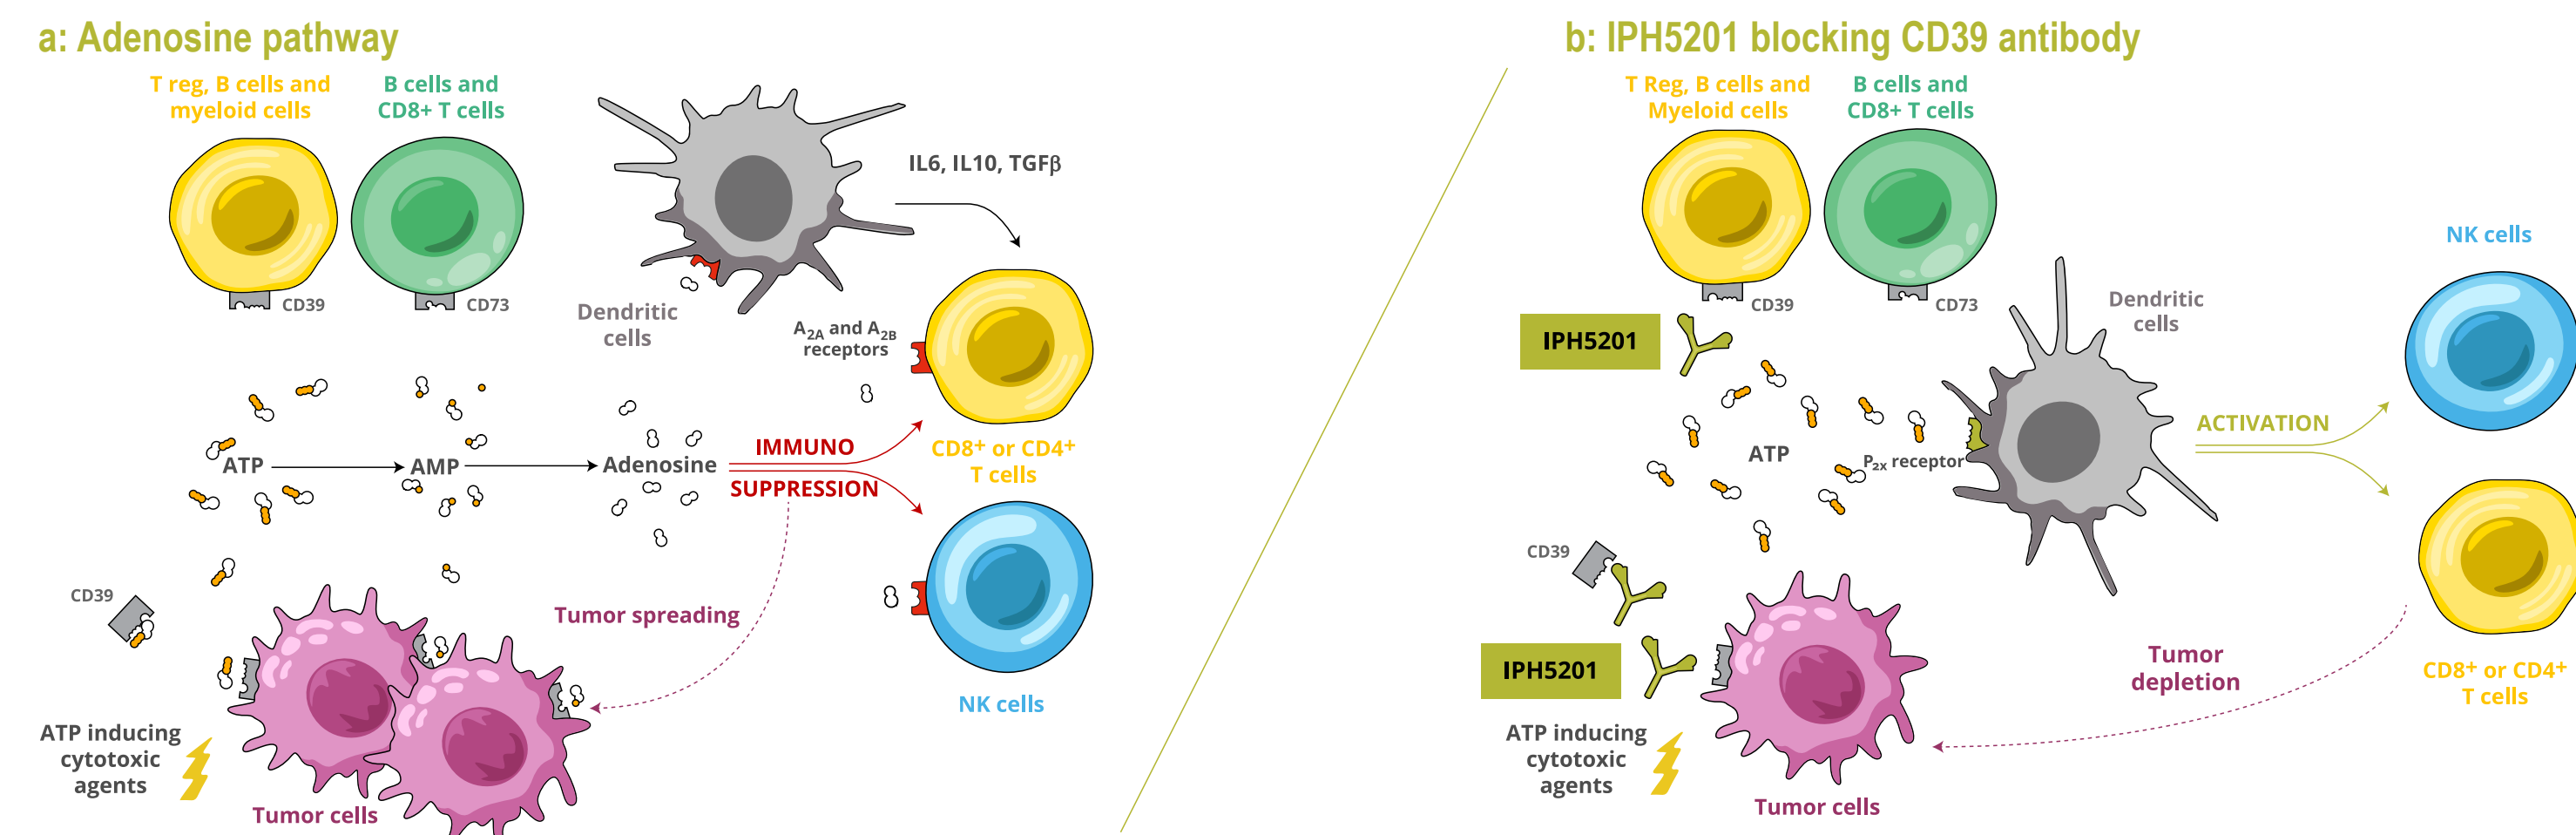 a: Adenosine pathway
T reg, B cells and
myeloid cells
B cells and
CD8+ T cells
CD39
CD73
IL6, IL10, TGFβ
Dendritic
cells
A2A and A2B
receptors
ATP
AMP
Adenosine
IMMUNO
SUPPRESSION
CD8+ or CD4+
T cells
CD39
Tumor spreading
NK cells
ATP inducing
cytotoxic
agents
Tumor cells
b: IPH5201 blocking CD39 antibody
T Reg, B cells and
Myeloid cells
B cells and
CD8+ T cells
CD39
CD73
NK cells
Dendritic
cells
IPH5201
ACTIVATION
ATP
P2x receptor
CD39
IPH5201
Tumor
depletion
CD8+ or CD4+
T cells
ATP inducing
cytotoxic
agents
Tumor cells